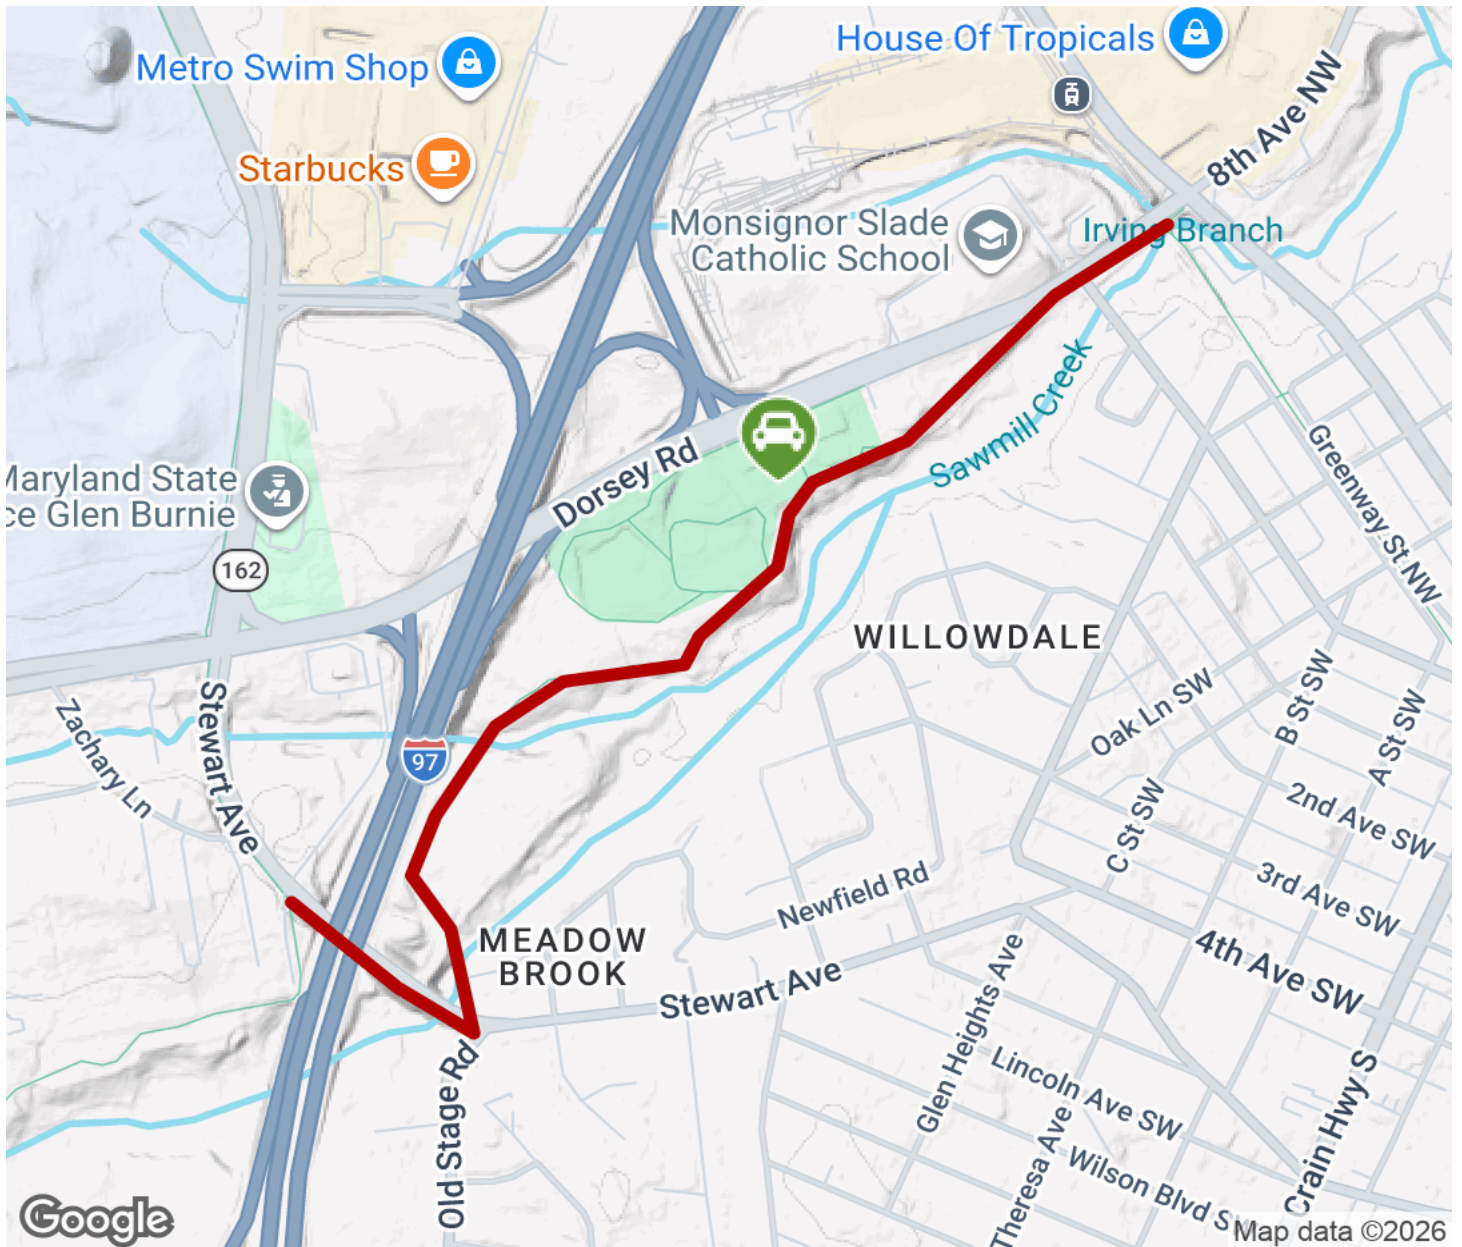 House Of Tropicals
Metro Swim Shop
8th Ave NW
Starbucks
Monsignor Slade
Catholic School
Irving Branch
Sawmill Creek
Dorsey Rd
Maryland State
ce Glen Burnie
162
Greenway St NW
WILLOWDALE
Stewart Ave
Zachary Ln
97
Oak Ln SW
B St SW
A St SW
C St SW
2nd Ave SW
3rd Ave SW
4th Ave SW
Newfield Rd
MEADOW
BROOK
Stewart Ave
Glen Heights Ave
Old Stage Rd
Lincoln Ave SW
Theresa Ave
Wilson Blvd S
Crain Hwy S
Google
Map data ©2026